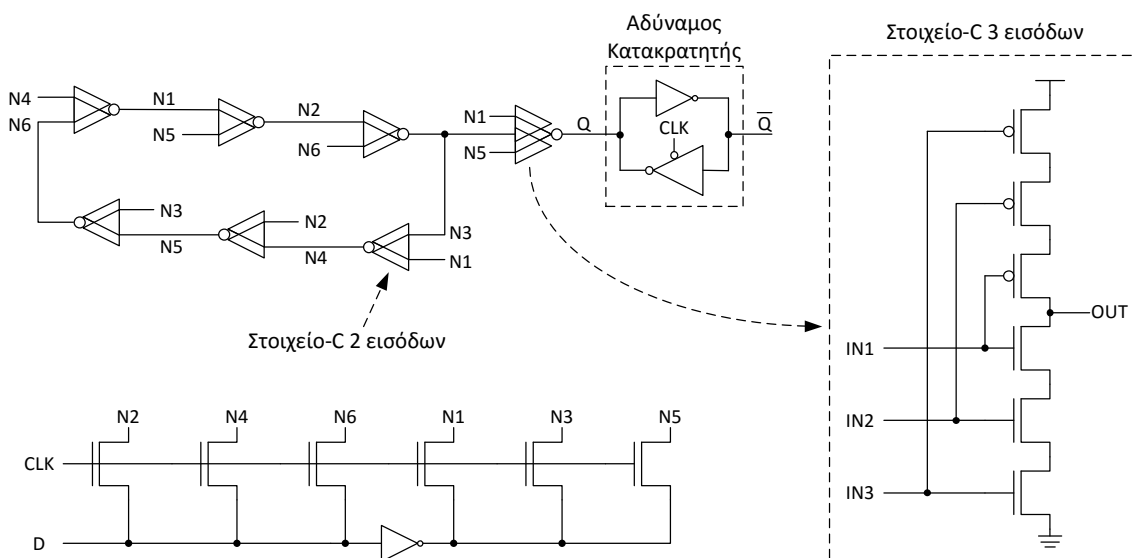 Αδύναμος
Κατακρατητής
Στοιχείο-C 3 εισόδων
N4
N6
N1
N5
N2
N6
N1
N5
Q
CLK
Q
N3
N5
N2
N4
N3
N1
Στοιχείο-C 2 εισόδων
IN1
IN2
IN3
OUT
N2
N4
N6
N1
N3
N5
CLK
D